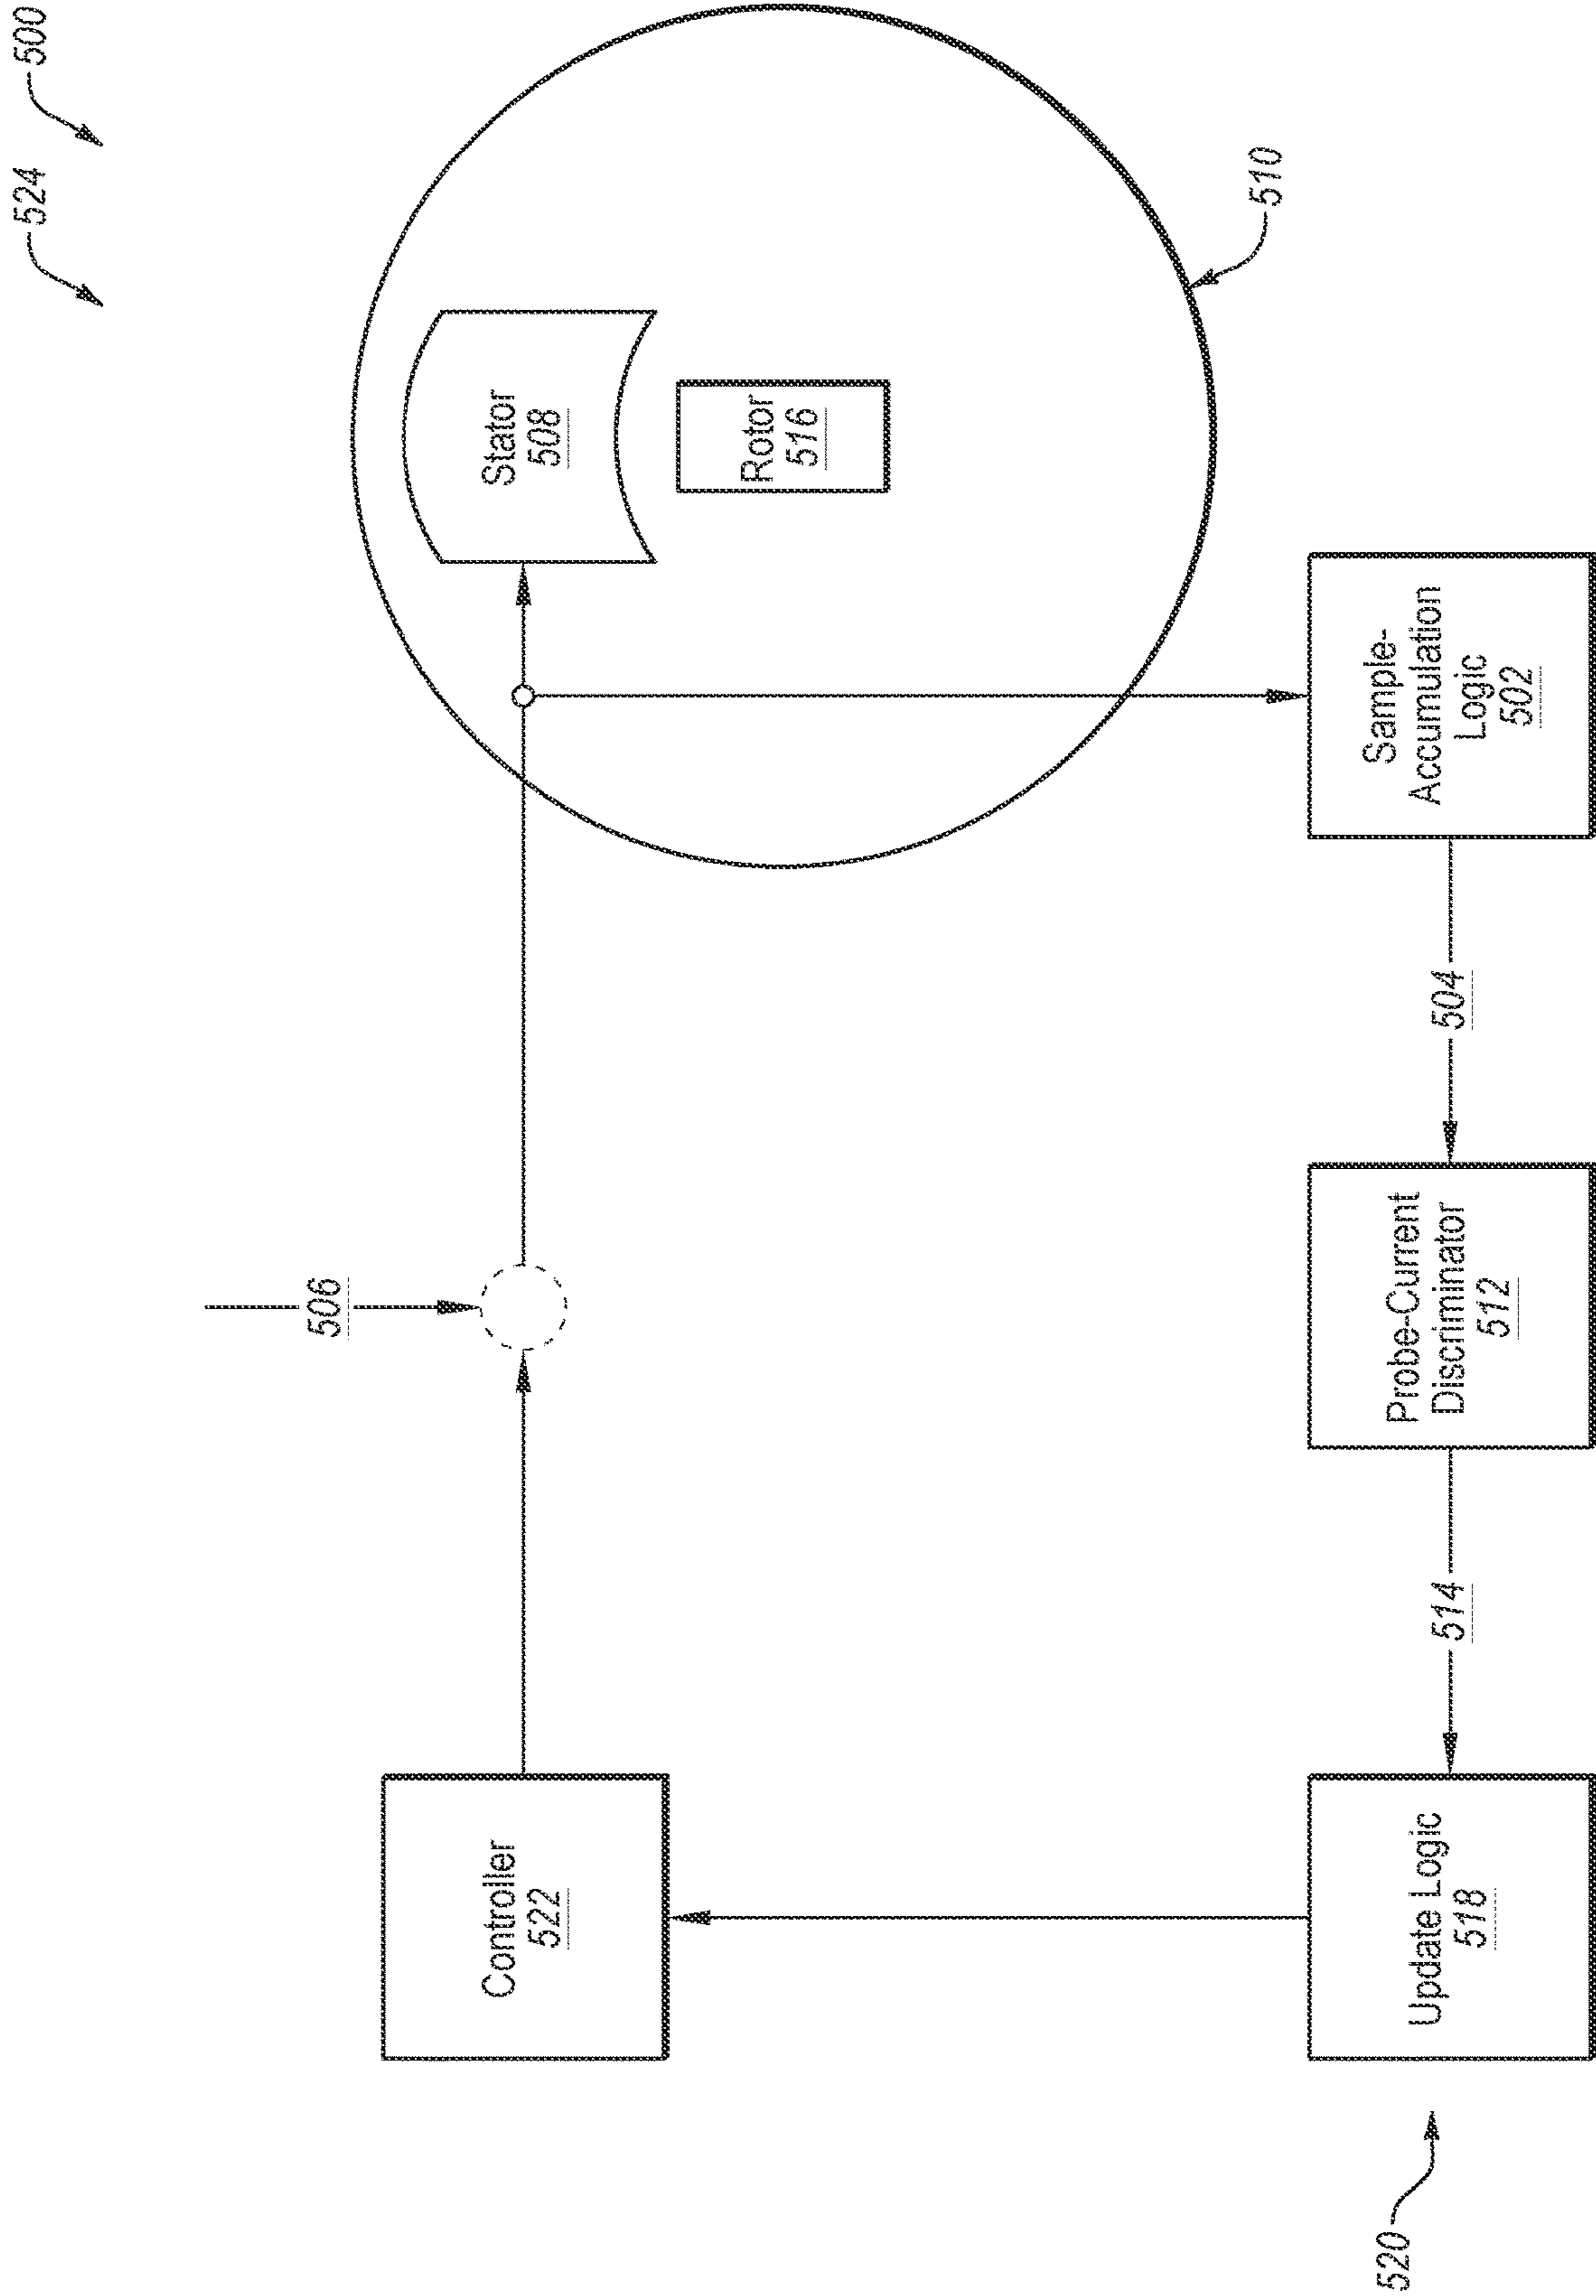 500
524
506
Controller
522
Stator
508
Rotor
516
510
520
Update Logic
518
514
Probe-Current
Discriminator
512
504
Sample-
Accumulation
Logic
502